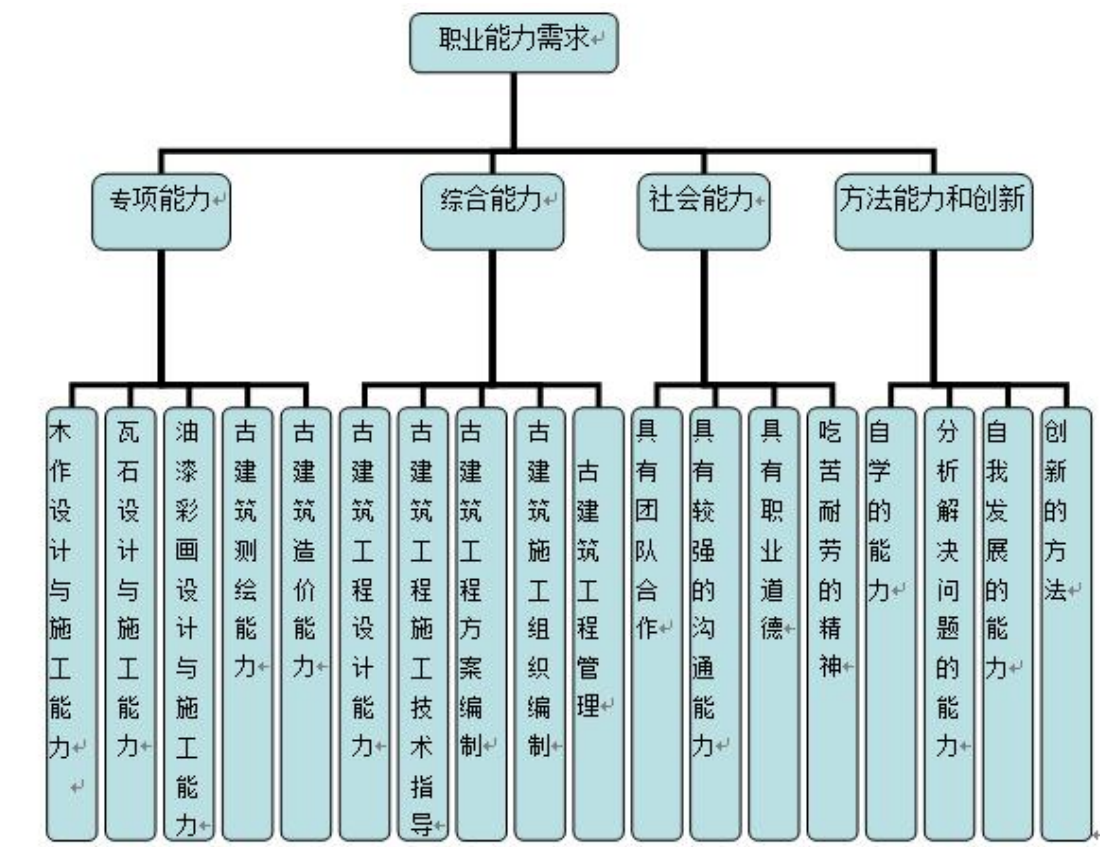 职业能力需求
专项能力
综合能力
社会能力
方法能力和创新
木作设计与施工能力
瓦石设计与施工能力
油漆彩画设计与施工能力
古建筑测绘能力
古建筑造价能力
古建筑工程设计能力
古建筑工程施工技术指导
古建筑工程方案编制
古建筑施工组织编制
古建筑工程管理
具有团队合作
具有较强的沟通能力
具有职业道德
吃苦耐劳的精神
自学的能力
分析解决问题的能力
自我发展的能力
创新的方法